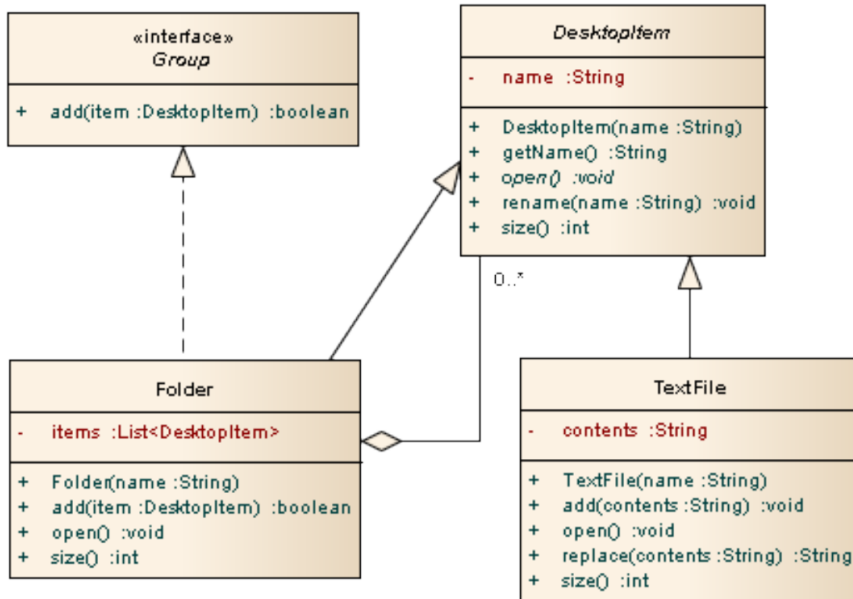 «interface»
Group
+ add(item :DesktopItem) :boolean
DesktopItem
- name :String
+ DesktopItem(name :String)
+ getName() :String
+ open() :void
+ rename(name :String) :void
+ size() :int
0..*
Folder
- items :List<DesktopItem>
+ Folder(name :String)
+ add(item :DesktopItem) :boolean
+ open() :void
+ size() :int
TextFile
- contents :String
+ TextFile(name :String)
+ add(contents :String) :void
+ open() :void
+ replace(contents :String) :String
+ size() :int